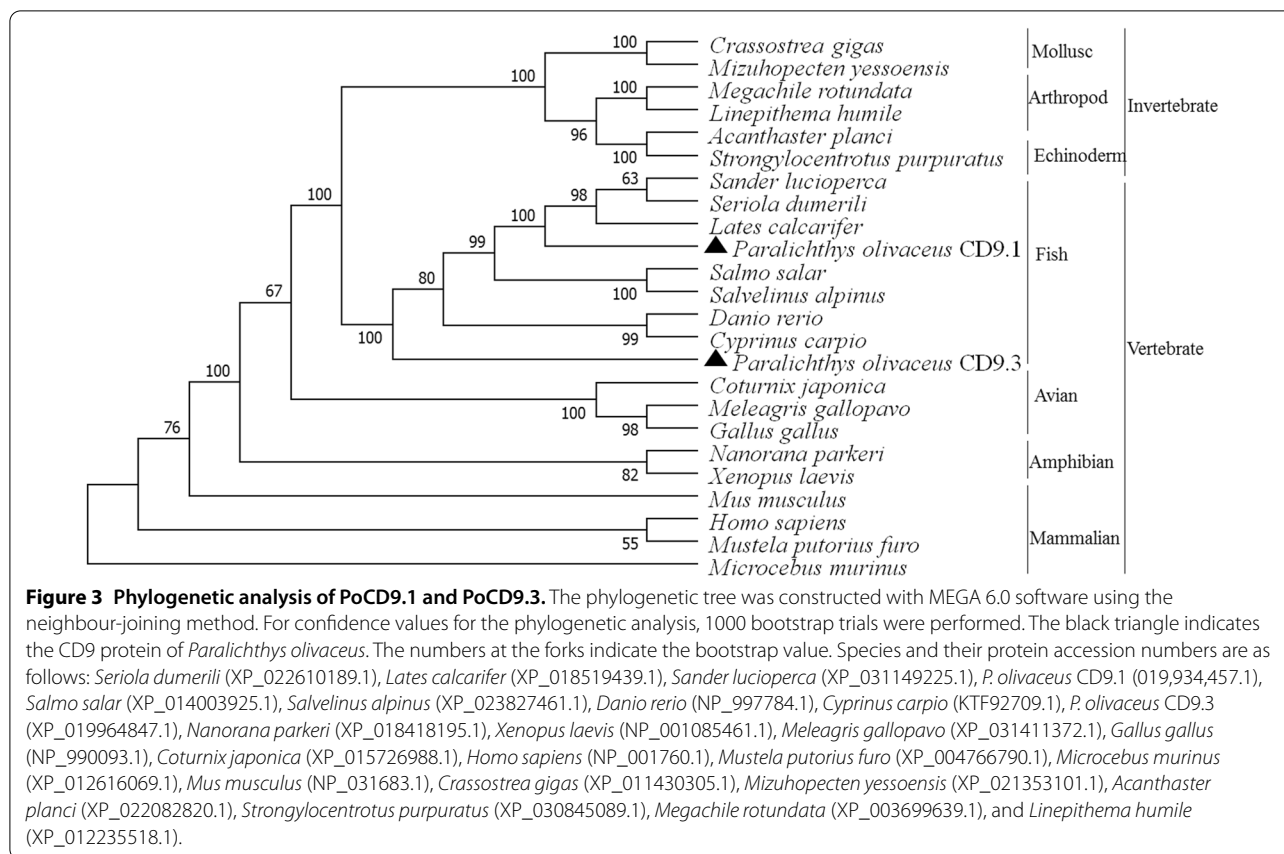 100
Crassostrea gigas
Mollusc
Mizuhopecten yessoensis
100
100
Megachile rotundata
Arthropod
Invertebrate
Linepithema humile
96
Acanthaster planci
100
Strongylocentrotus purpuratus
Echinoderm
63
Sander lucioperca
98
Seriola dumerili
100
100
Lates calcarifer
99
▲ Paralichthys olivaceus CD9.1
Fish
80
Salmo salar
100
Salvelinus alpinus
67
100
Danio rerio
99
Cyprinus carpio
Vertebrate
▲ Paralichthys olivaceus CD9.3
100
Coturnix japonica
Avian
100
Meleagris gallopavo
98
Gallus gallus
76
Nanorana parkeri
Amphibian
82
Xenopus laevis
Mus musculus
Homo sapiens
Mammalian
55
Mustela putorius furo
Microcebus murinus
Figure 3 Phylogenetic analysis of PoCD9.1 and PoCD9.3. The phylogenetic tree was constructed with MEGA 6.0 software using the
neighbour-joining method. For confidence values for the phylogenetic analysis, 1000 bootstrap trials were performed. The black triangle indicates
the CD9 protein of Paralichthys olivaceus. The numbers at the forks indicate the bootstrap value. Species and their protein accession numbers are as
follows: Seriola dumerili (XP_022610189.1), Lates calcarifer (XP_018519439.1), Sander lucioperca (XP_031149225.1), P. olivaceus CD9.1 (019,934,457.1),
Salmo salar (XP_014003925.1), Salvelinus alpinus (XP_023827461.1), Danio rerio (NP_997784.1), Cyprinus carpio (KTF92709.1), P. olivaceus CD9.3
(XP_019964847.1), Nanorana parkeri (XP_018418195.1), Xenopus laevis (NP_001085461.1), Meleagris gallopavo (XP_031411372.1), Gallus gallus
(NP_990093.1), Coturnix japonica (XP_015726988.1), Homo sapiens (NP_001760.1), Mustela putorius furo (XP_004766790.1), Microcebus murinus
(XP_012616069.1), Mus musculus (NP_031683.1), Crassostrea gigas (XP_011430305.1), Mizuhopecten yessoensis (XP_021353101.1), Acanthaster
planci (XP_022082820.1), Strongylocentrotus purpuratus (XP_030845089.1), Megachile rotundata (XP_003699639.1), and Linepithema humile
(XP_012235518.1).